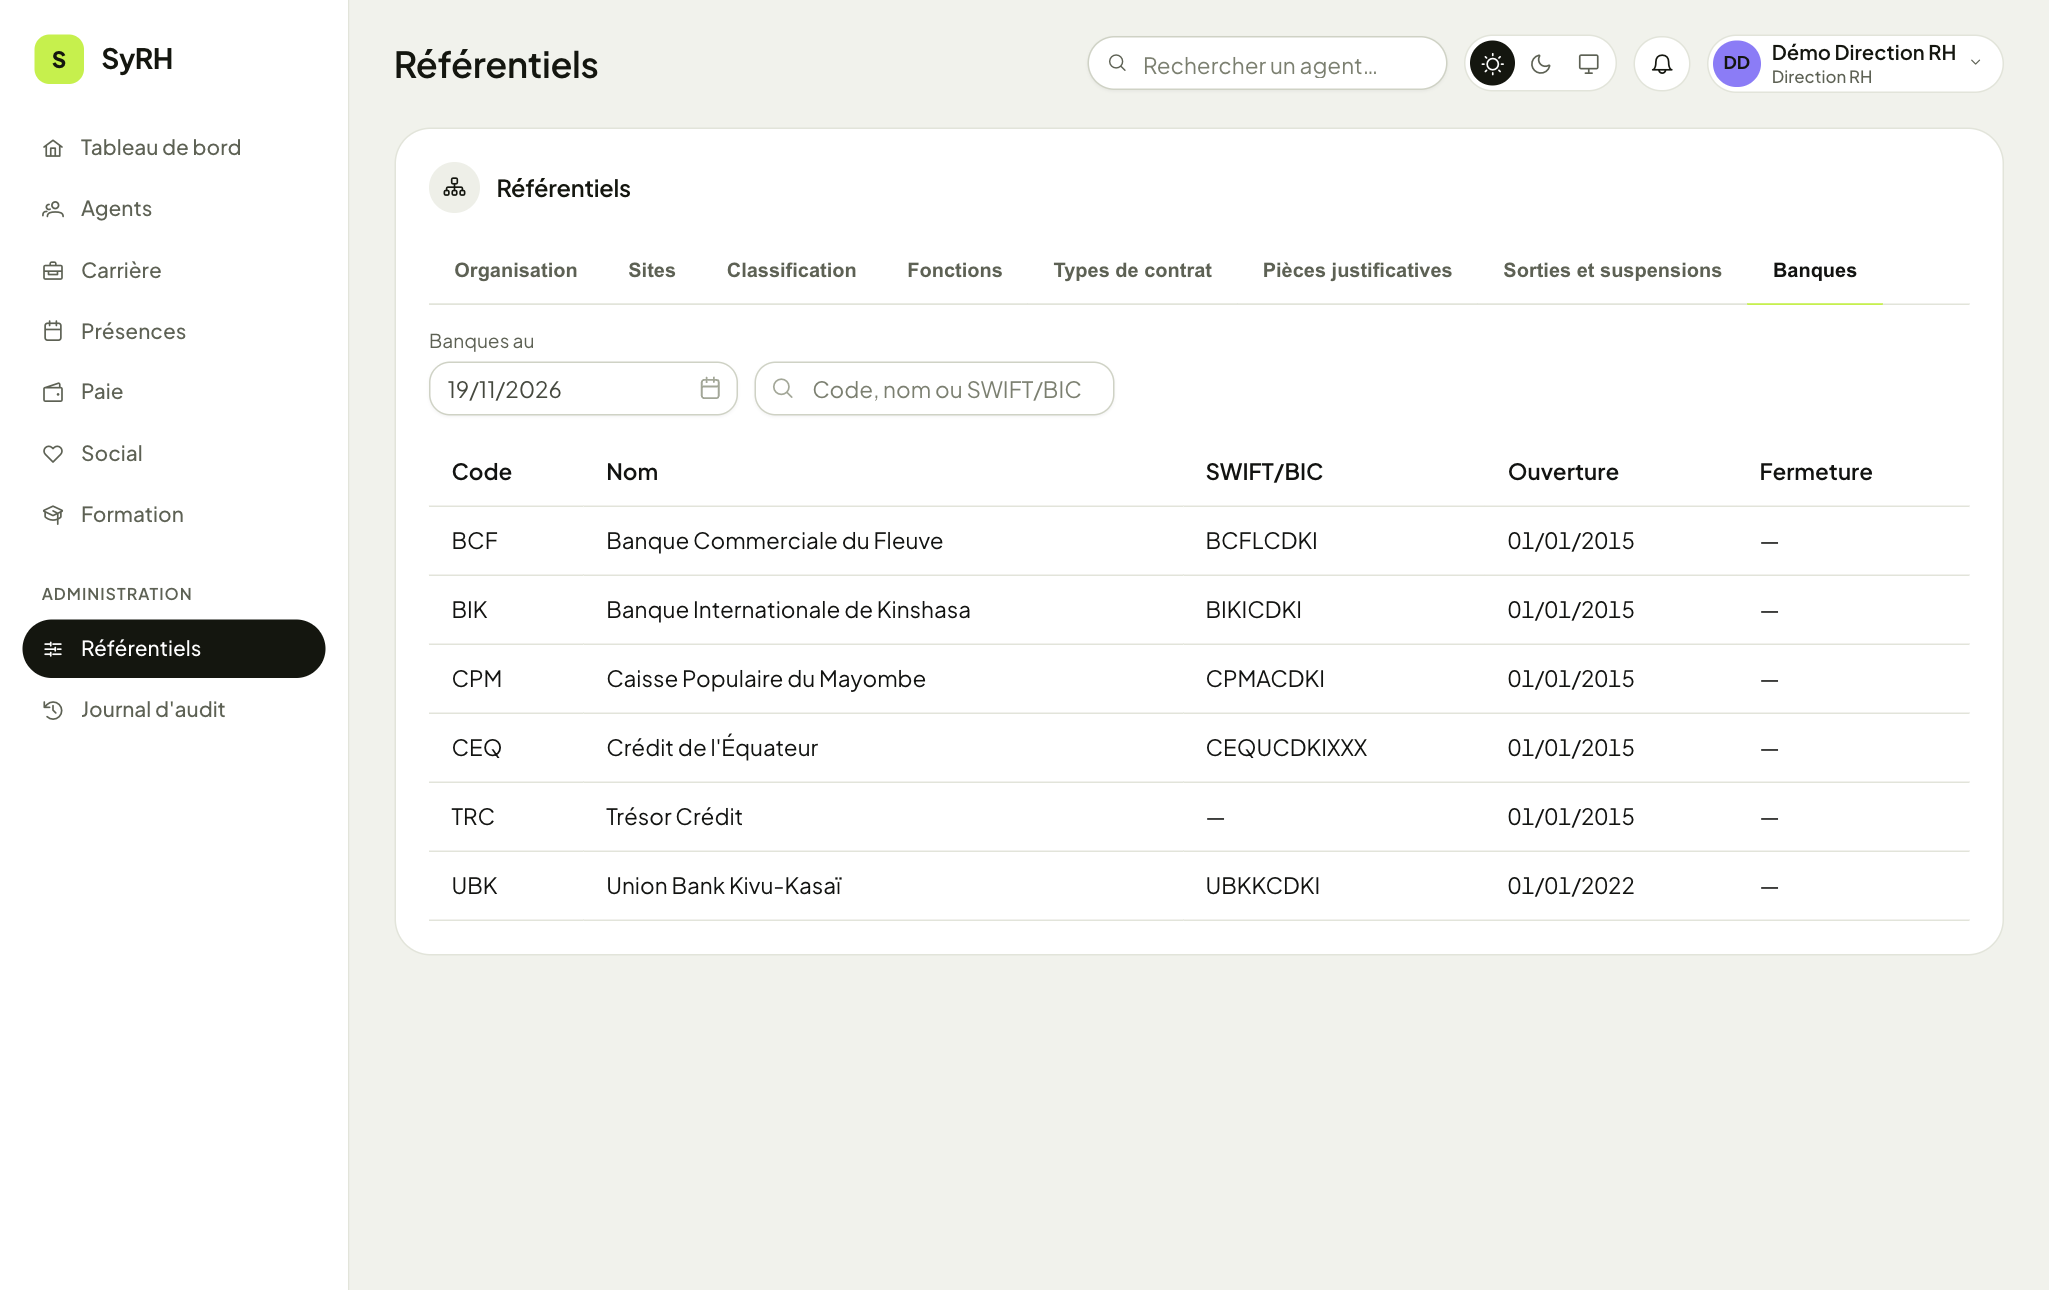 S SyRH
Tableau de bord
Agents
Carrière
Présences
Paie
Social
Formation
ADMINISTRATION
Référentiels
Journal d'audit
Référentiels
Rechercher un agent...
DD
Démo Direction RH
Direction RH
Référentiels
Organisation Sites Classification Fonctions Types de contrat Pièces justificatives Sorties et suspensions Banques
Banques au
19/11/2026
Code, nom ou SWIFT/BIC
Code Nom SWIFT/BIC Ouverture Fermeture
BCF Banque Commerciale du Fleuve BCFLCDKI 01/01/2015 —
BIK Banque Internationale de Kinshasa BIKICDKI 01/01/2015 —
CPM Caisse Populaire du Mayombe CPMACDKI 01/01/2015 —
CEQ Crédit de l'Équateur CEQUCDKIXXX 01/01/2015 —
TRC Trésor Crédit — 01/01/2015 —
UBK Union Bank Kivu-Kasaï UBKKCDKI 01/01/2022 —